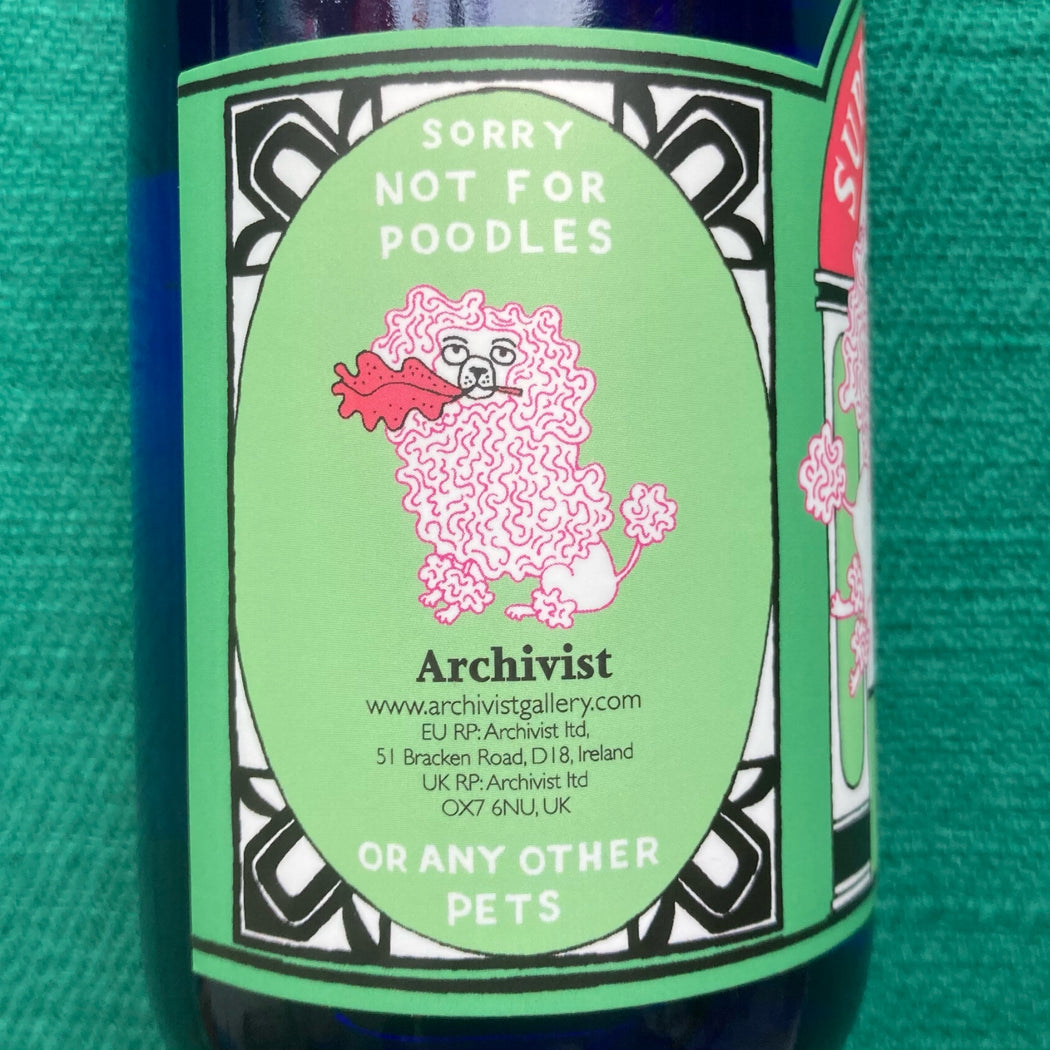 SORRY
NOT FOR
POODLES
Archivist
www.archivistgallery.com
EU RP: Archivist ltd,
51 Bracken Road, D18, Ireland
UK RP: Archivist ltd
OX7 6NU, UK
OR ANY OTHER
PETS